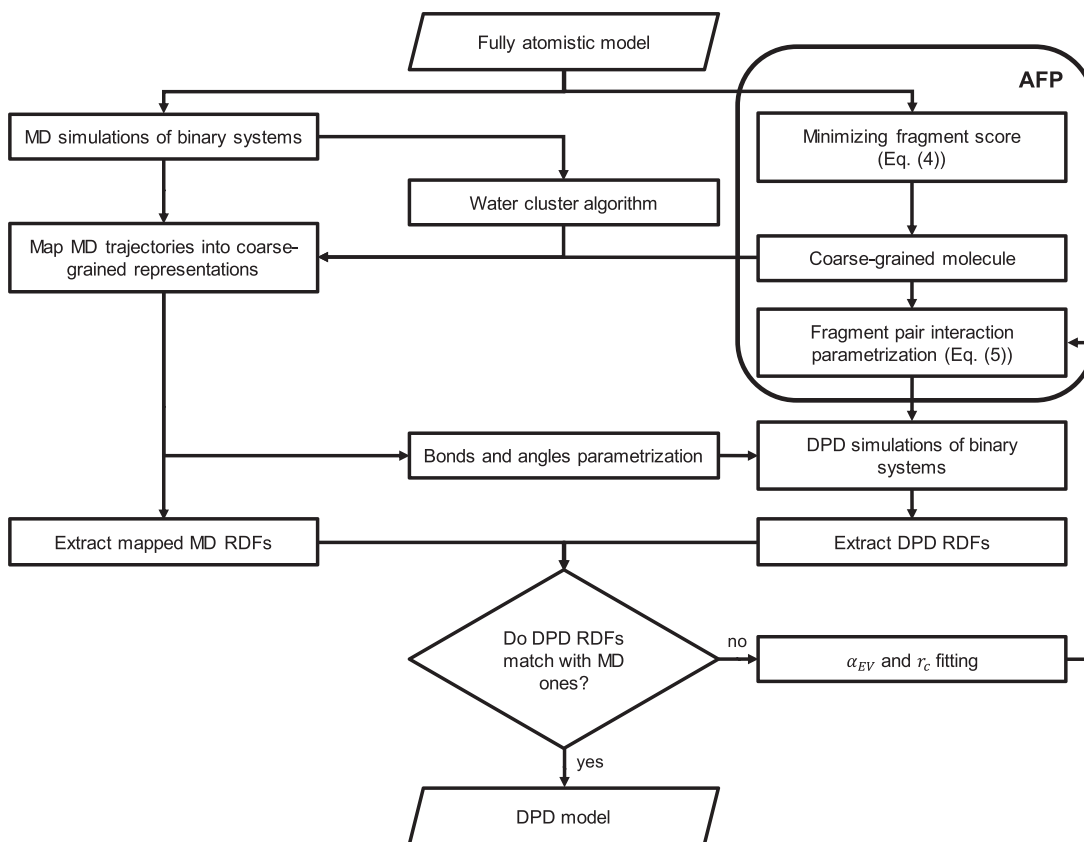 Fully atomistic model
AFP
MD simulations of binary systems
Minimizing fragment score
(Eq. (4))
Water cluster algorithm
Map MD trajectories into coarse-
grained representations
Coarse-grained molecule
Fragment pair interaction
parametrization (Eq. (5))
Bonds and angles parametrization
DPD simulations of binary
systems
Extract mapped MD RDFs
Extract DPD RDFs
Do DPD RDFs
match with MD
ones?
no
α_{EV} and r_c fitting
yes
DPD model